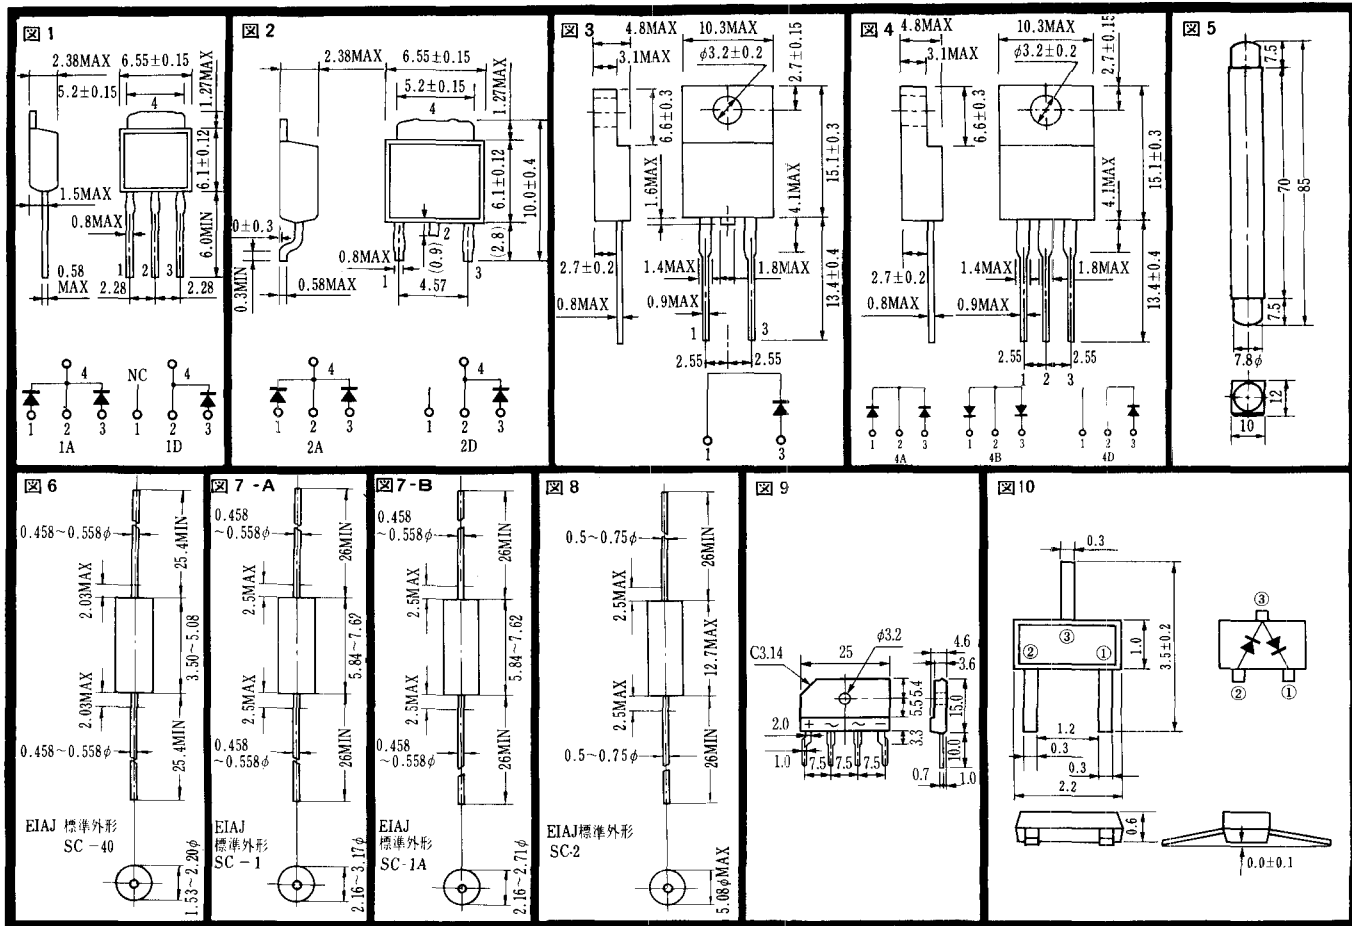 図1
2.38MAX
6.55±0.15
5.2±0.15
1.27MAX
4
6.1±0.12
1.5MAX
0.8MAX
6.0MIN
0.58
MAX
1 2 3
2.28 2.28
NC
4 4
1 2 3 1 2 3
1A 1D
図2
2.38MAX
6.55±0.15
5.2±0.15
1.27MAX
4
6.1±0.12
10.0±0.4
0±0.3
2
(0.9)
(2.8)
0.8MAX
0.3MIN
0.58MAX
1 3
4.57
4 4
1 2 3 1 2 3
2A 2D
図3
4.8MAX
10.3MAX
3.1MAX
φ3.2±0.2
2.7±0.15
6.6±0.3
15.1±0.3
1.6MAX
4.1MAX
2.7±0.2
1.4MAX
1.8MAX
0.8MAX
0.9MAX
13.4±0.4
1 3
2.55 2.55
1 3
図4
4.8MAX
10.3MAX
3.1MAX
φ3.2±0.2
2.7±0.15
6.6±0.3
15.1±0.3
4.1MAX
2.7±0.2
1.4MAX
1.8MAX
0.8MAX
0.9MAX
13.4±0.4
2.55 2.55
1 2 3
1 2 3 1 2 3 1 2 3
4A 4B 4D
図5
7.5
70
85
7.5
7.8φ
12
10
図6
0.458~0.558φ
25.4MIN
2.03MAX
3.50~5.08
2.03MAX
0.458~0.558φ
25.4MIN
EIAJ 標準外形
SC-40
1.53~2.20φ
図7-A
0.458
~0.558φ
26MIN
2.5MAX
5.84~7.62
2.5MAX
0.458
~0.558φ
26MIN
EIAJ
標準外形
SC-1
2.16~3.17φ
図7-B
0.458
~0.558φ
26MIN
2.5MAX
5.84~7.62
2.5MAX
0.458
~0.558φ
26MIN
EIAJ
標準外形
SC-1A
2.16~2.71φ
図8
0.5~0.75φ
26MIN
2.5MAX
12.7MAX
2.5MAX
0.5~0.75φ
26MIN
EIAJ標準外形
SC-2
5.08φMAX
図9
φ3.2
C3.14
25
4.6
3.6
5.4
5.5
15.0
2.0
+ ~ ~ -
3.3
10.0
1.0
7.5 7.5 7.5
0.7
1.0
図10
0.3
③
② ①
1.0
3.5±0.2
③
② ①
1.2
0.3
0.3
2.2
0.6
0.0±0.1